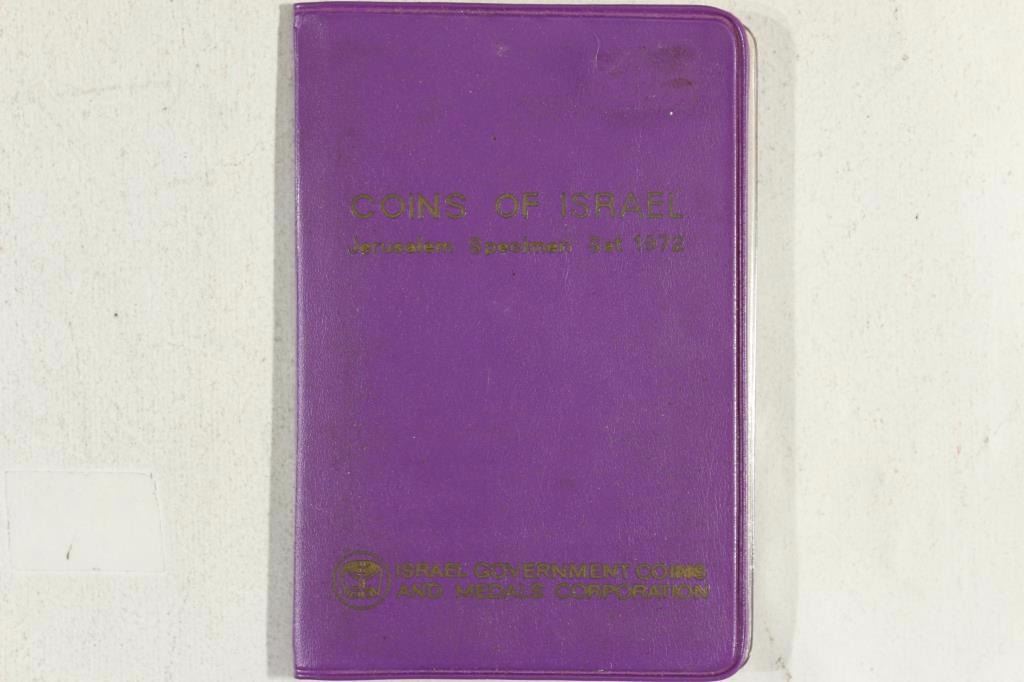 COINS OF ISRAEL
Jerusalem Specimen Set 1972
ISRAEL GOVERNMENT COINS
AND MEDALS CORPORATION